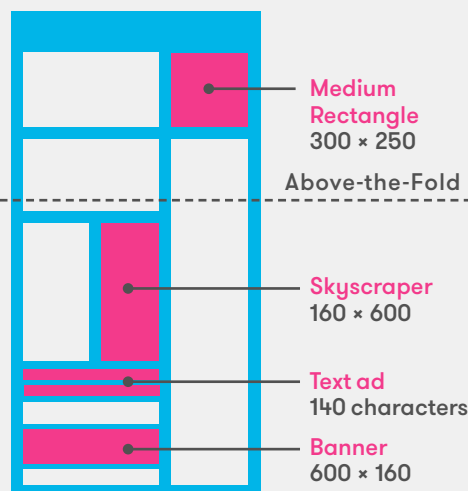 Medium
Rectangle
300 × 250
Above-the-Fold
Skyscraper
160 × 600
Text ad
140 characters
Banner
600 × 160